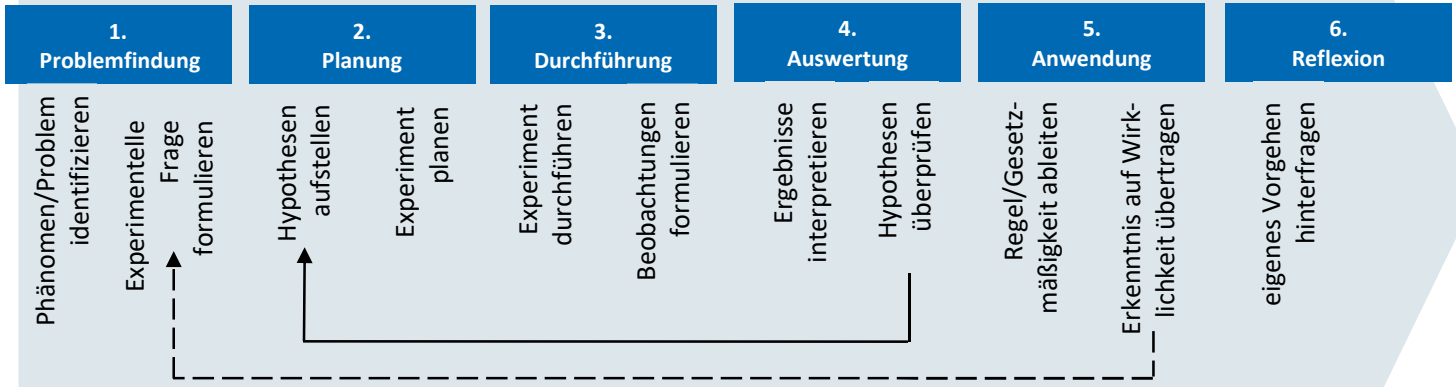 1.
Problemfindung
2.
Planung
3.
Durchführung
4.
Auswertung
5.
Anwendung
6.
Reflexion
Phänomen/Problem
identifizieren
Experimentelle
Frage
formulieren
Hypothesen
aufstellen
Experiment
planen
Experiment
durchführen
Beobachtungen
formulieren
Ergebnisse
interpretieren
Hypothesen
überprüfen
Regel/Gesetz-
mäßigkeit ableiten
Erkenntnis auf Wirk-
lichkeit übertragen
eigenes Vorgehen
hinterfragen